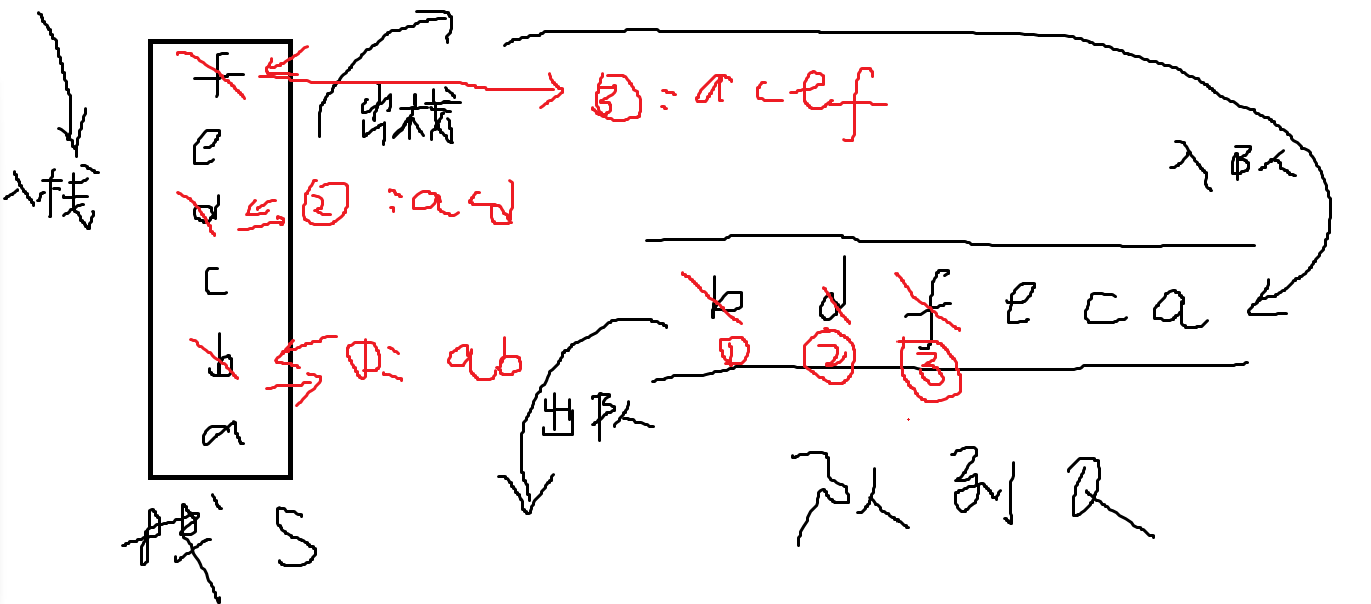 入栈
f
e
d
c
b
a
栈 S
出栈
③: a c e f
②: a c d
①: a b
入队
b d f e c a
① ② ③
出队
队列 Q